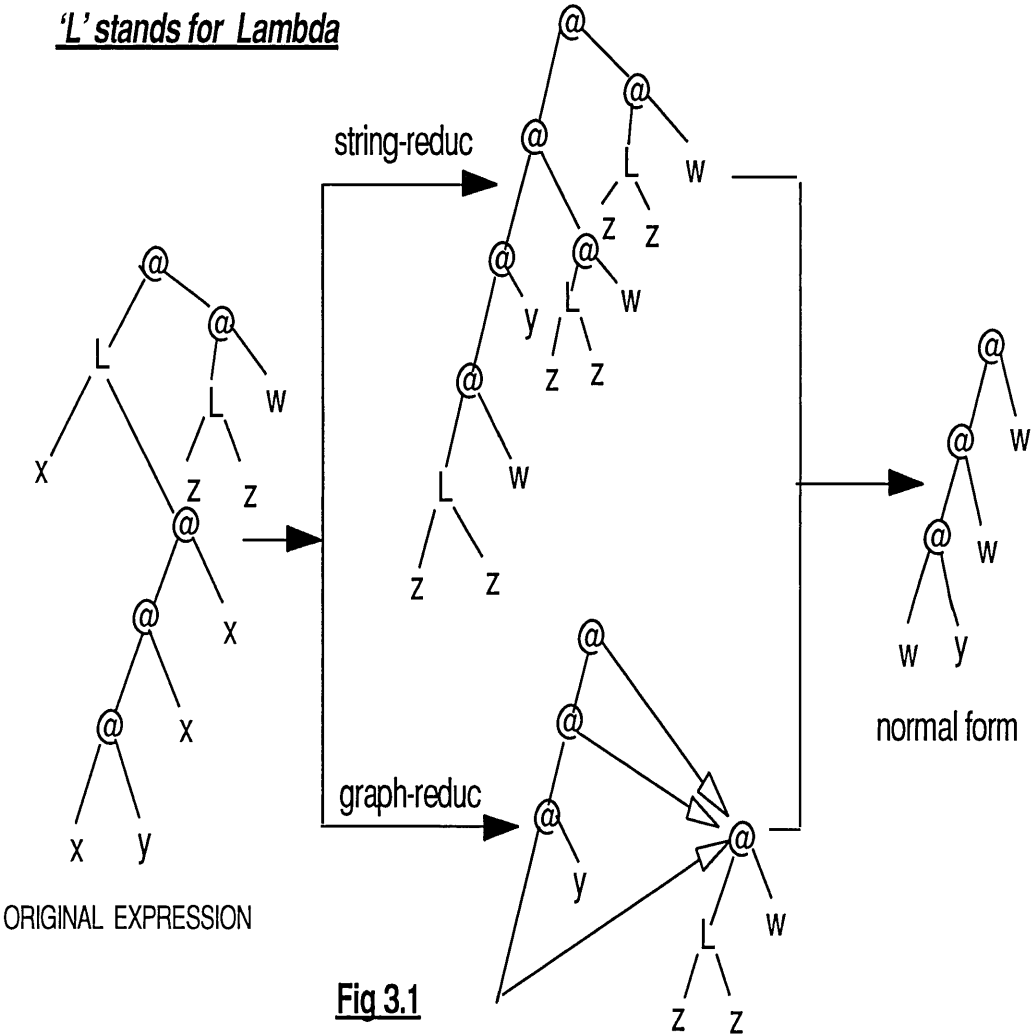 'L' stands for Lambda
@
@
@
string-reduc
L
w
w
z
z
@
@
@
@
w
L
y
L
w
z
z
@
z
z
@
x
L
w
@
w
z
z
@
w
@
z
z
w
y
@
x
@
normal form
@
x
@
graph-reduc
@
@
x
y
y
L
w
ORIGINAL EXPRESSION
Fig 3.1
z
z